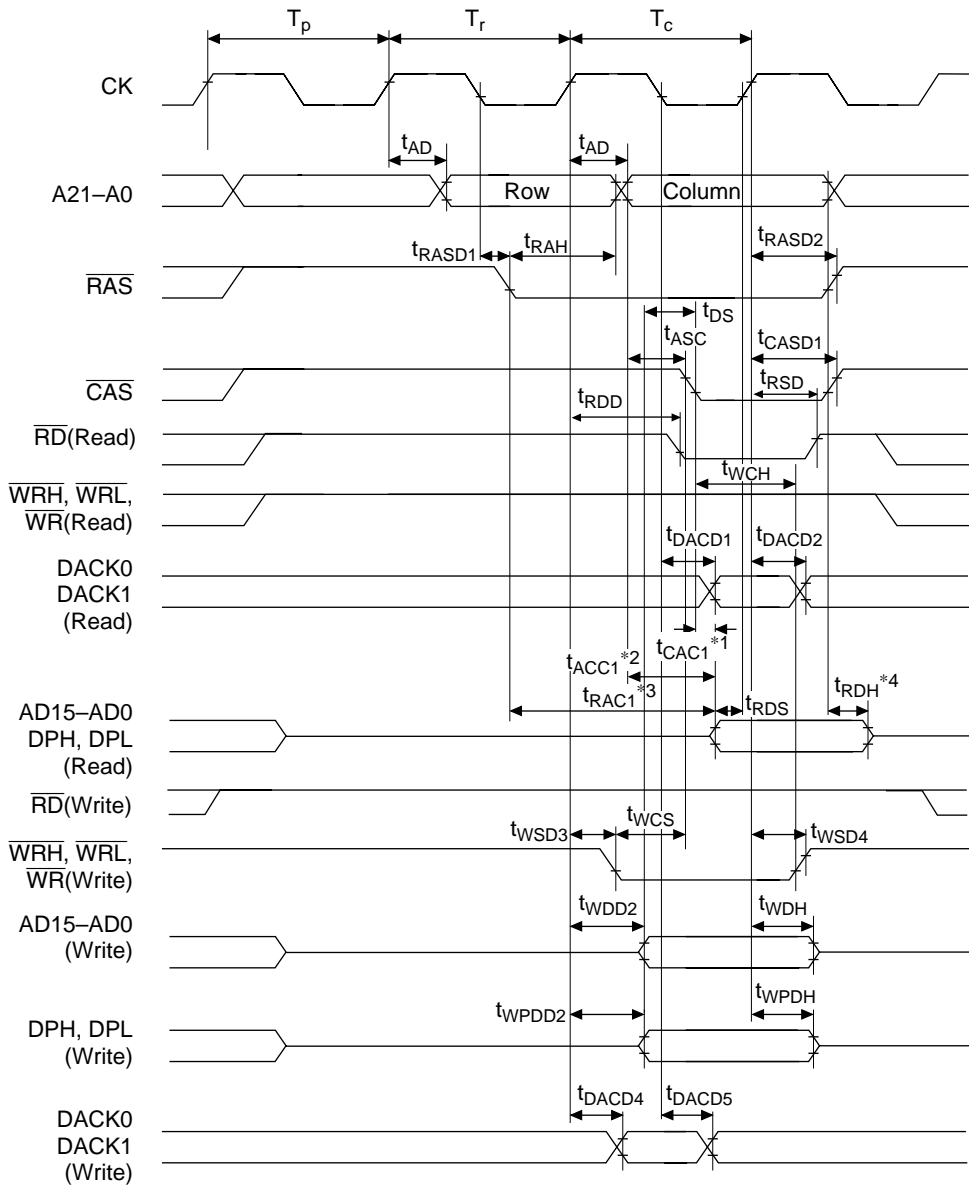 Tp Tr Tc
CK
tAD tAD
A21–A0 Row Column
tRASD1 tRAH tRASD2
RAS
tDS
tASC tCASD1
CAS tRSD
tRDD
RD(Read)
tWCH
WRH, WRL,
WR(Read)
tDACD1 tDACD2
DACK0
DACK1
(Read)
tCAC1*1
tACC1*2
tRAC1*3 tRDS tRDH*4
AD15–AD0
DPH, DPL
(Read)
RD(Write)
tWSD3 tWCS tWSD4
WRH, WRL,
WR(Write)
tWDD2 tWDH
AD15–AD0
(Write)
tWPDD2 tWPDH
DPH, DPL
(Write)
tDACD4 tDACD5
DACK0
DACK1
(Write)